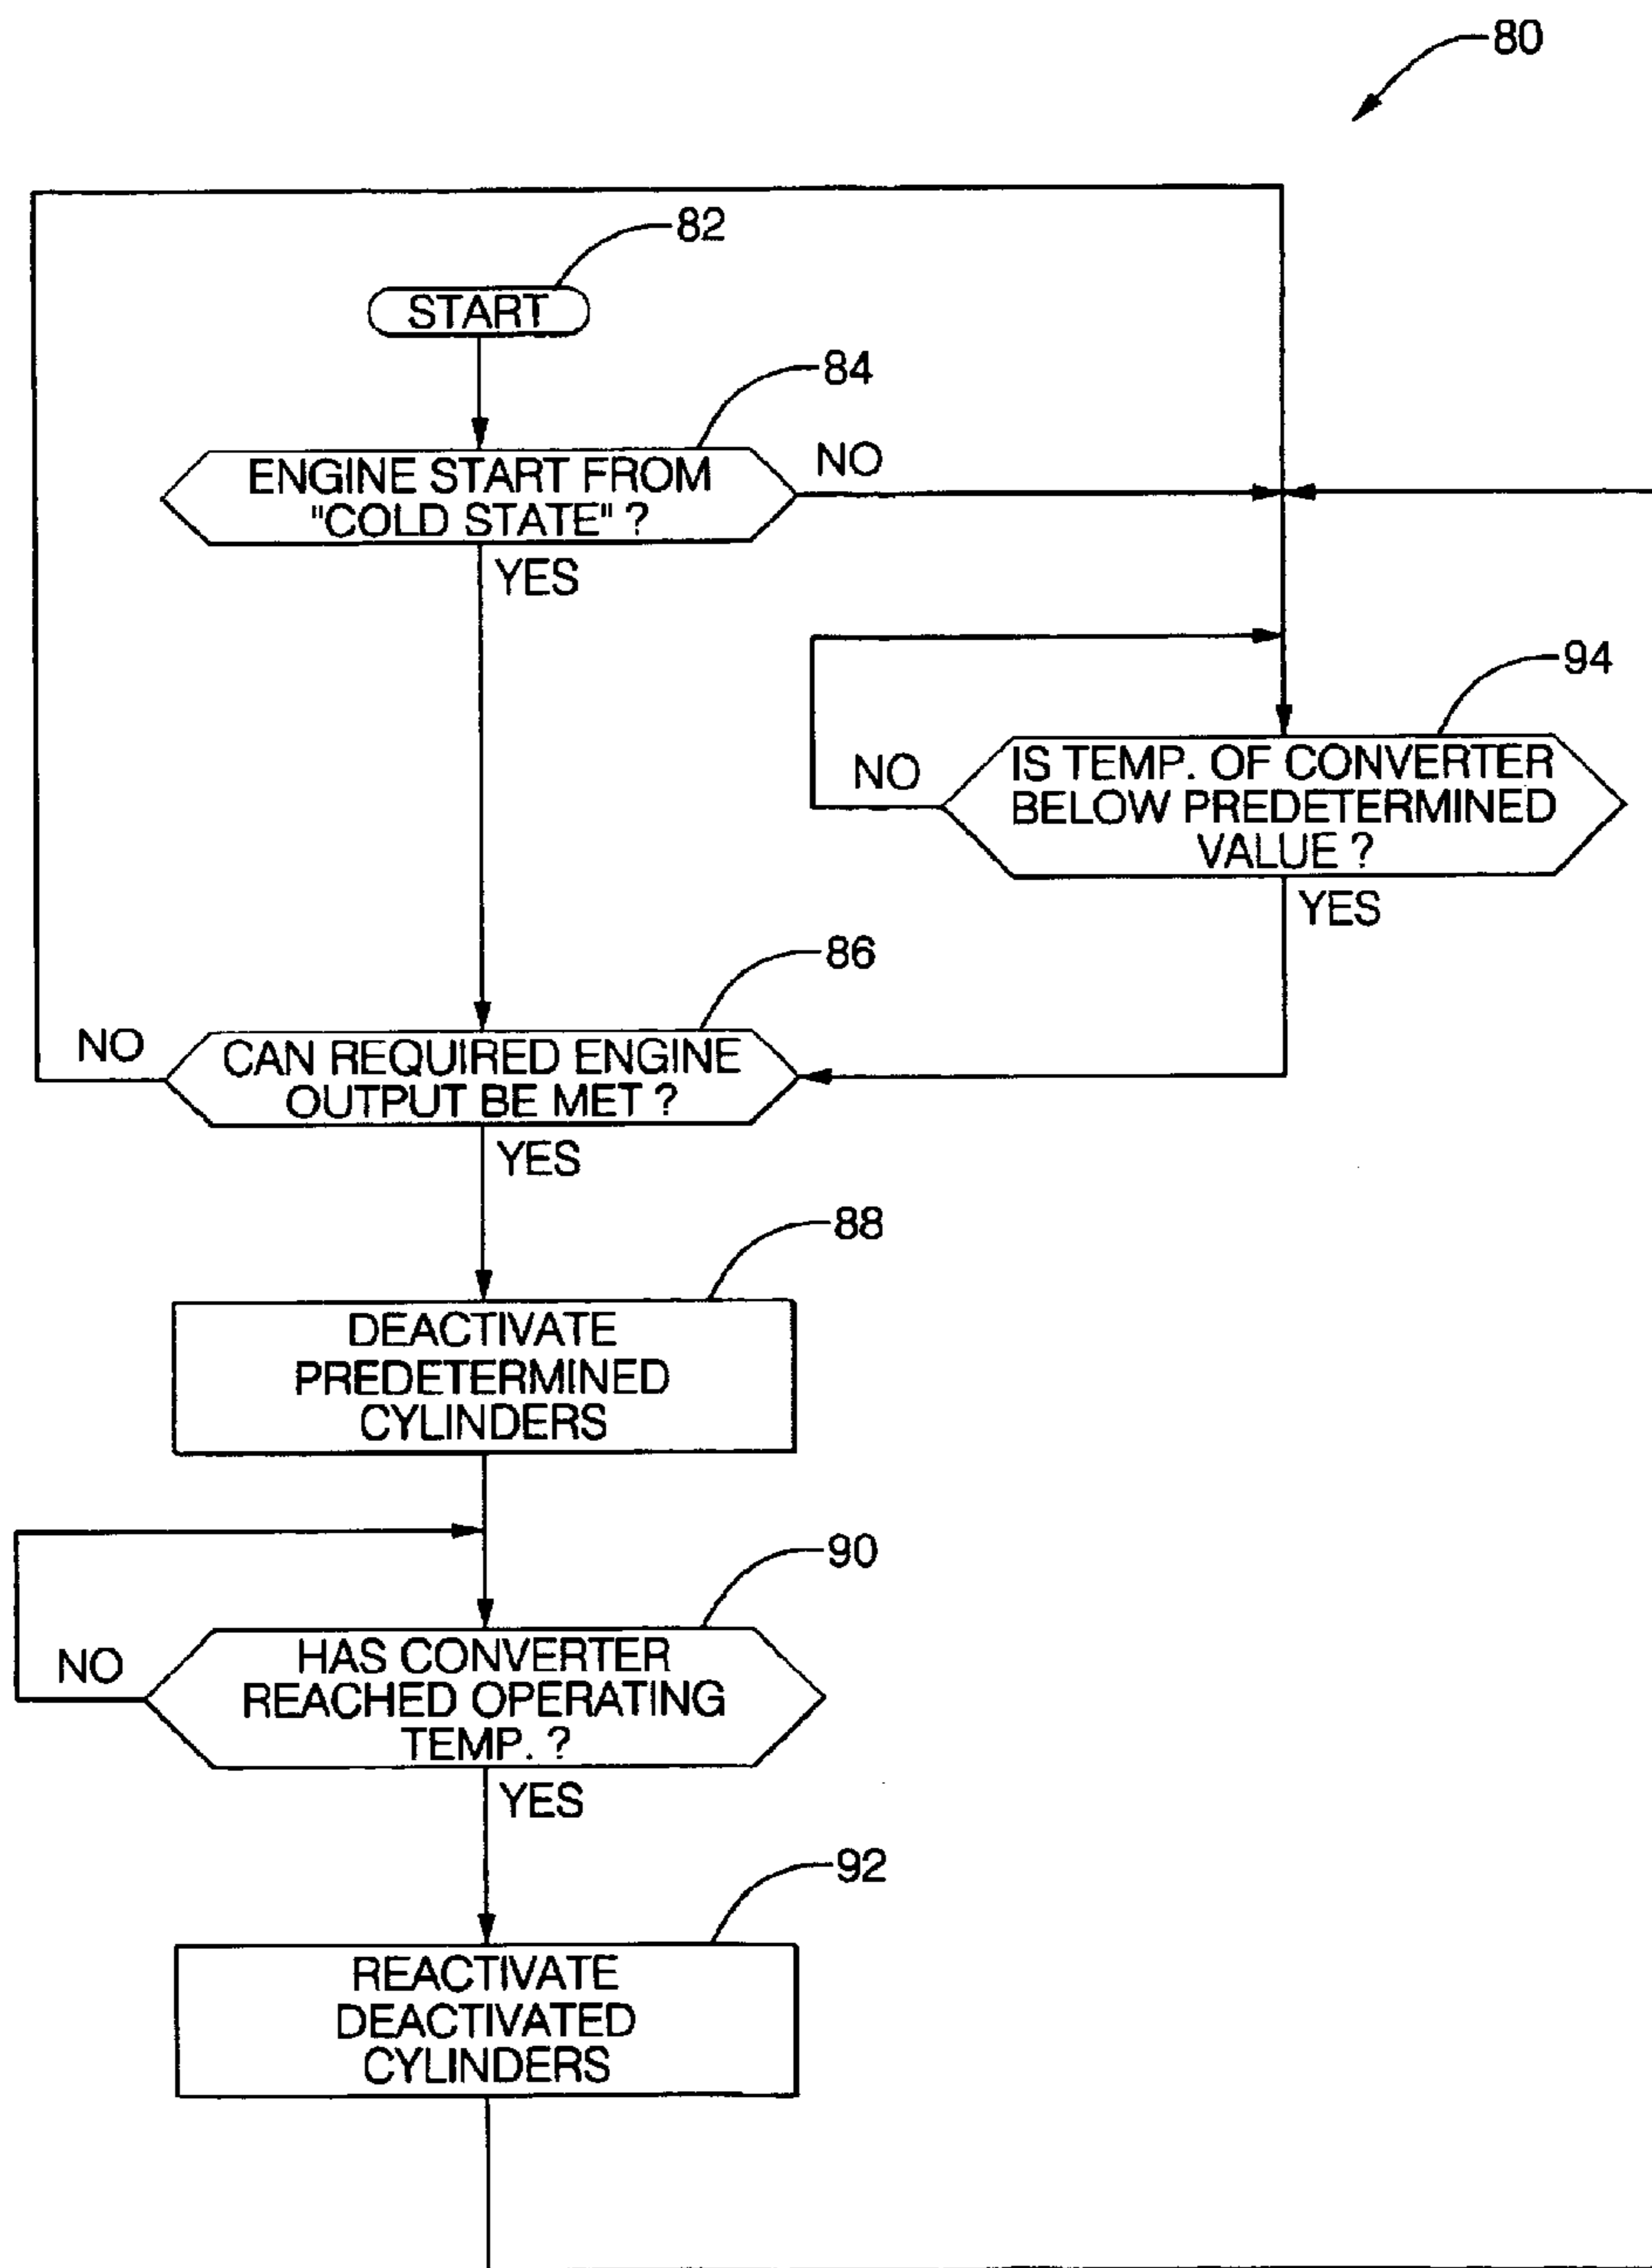 80
82
START
84
ENGINE START FROM
"COLD STATE" ?
NO
YES
94
IS TEMP. OF CONVERTER
BELOW PREDETERMINED
VALUE ?
NO
YES
86
CAN REQUIRED ENGINE
OUTPUT BE MET ?
NO
YES
88
DEACTIVATE
PREDETERMINED
CYLINDERS
90
HAS CONVERTER
REACHED OPERATING
TEMP. ?
NO
YES
92
REACTIVATE
DEACTIVATED
CYLINDERS